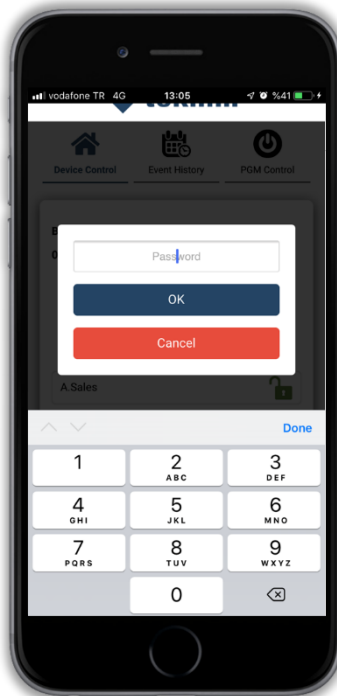 vodafone TR 4G 13:05 %41
Device Control Event History PGM Control
Password
OK
Cancel
A.Sales
Done
1 2 3
ABC DEF
4 5 6
GHI JKL MNO
7 8 9
PQRS TUV WXYZ
0